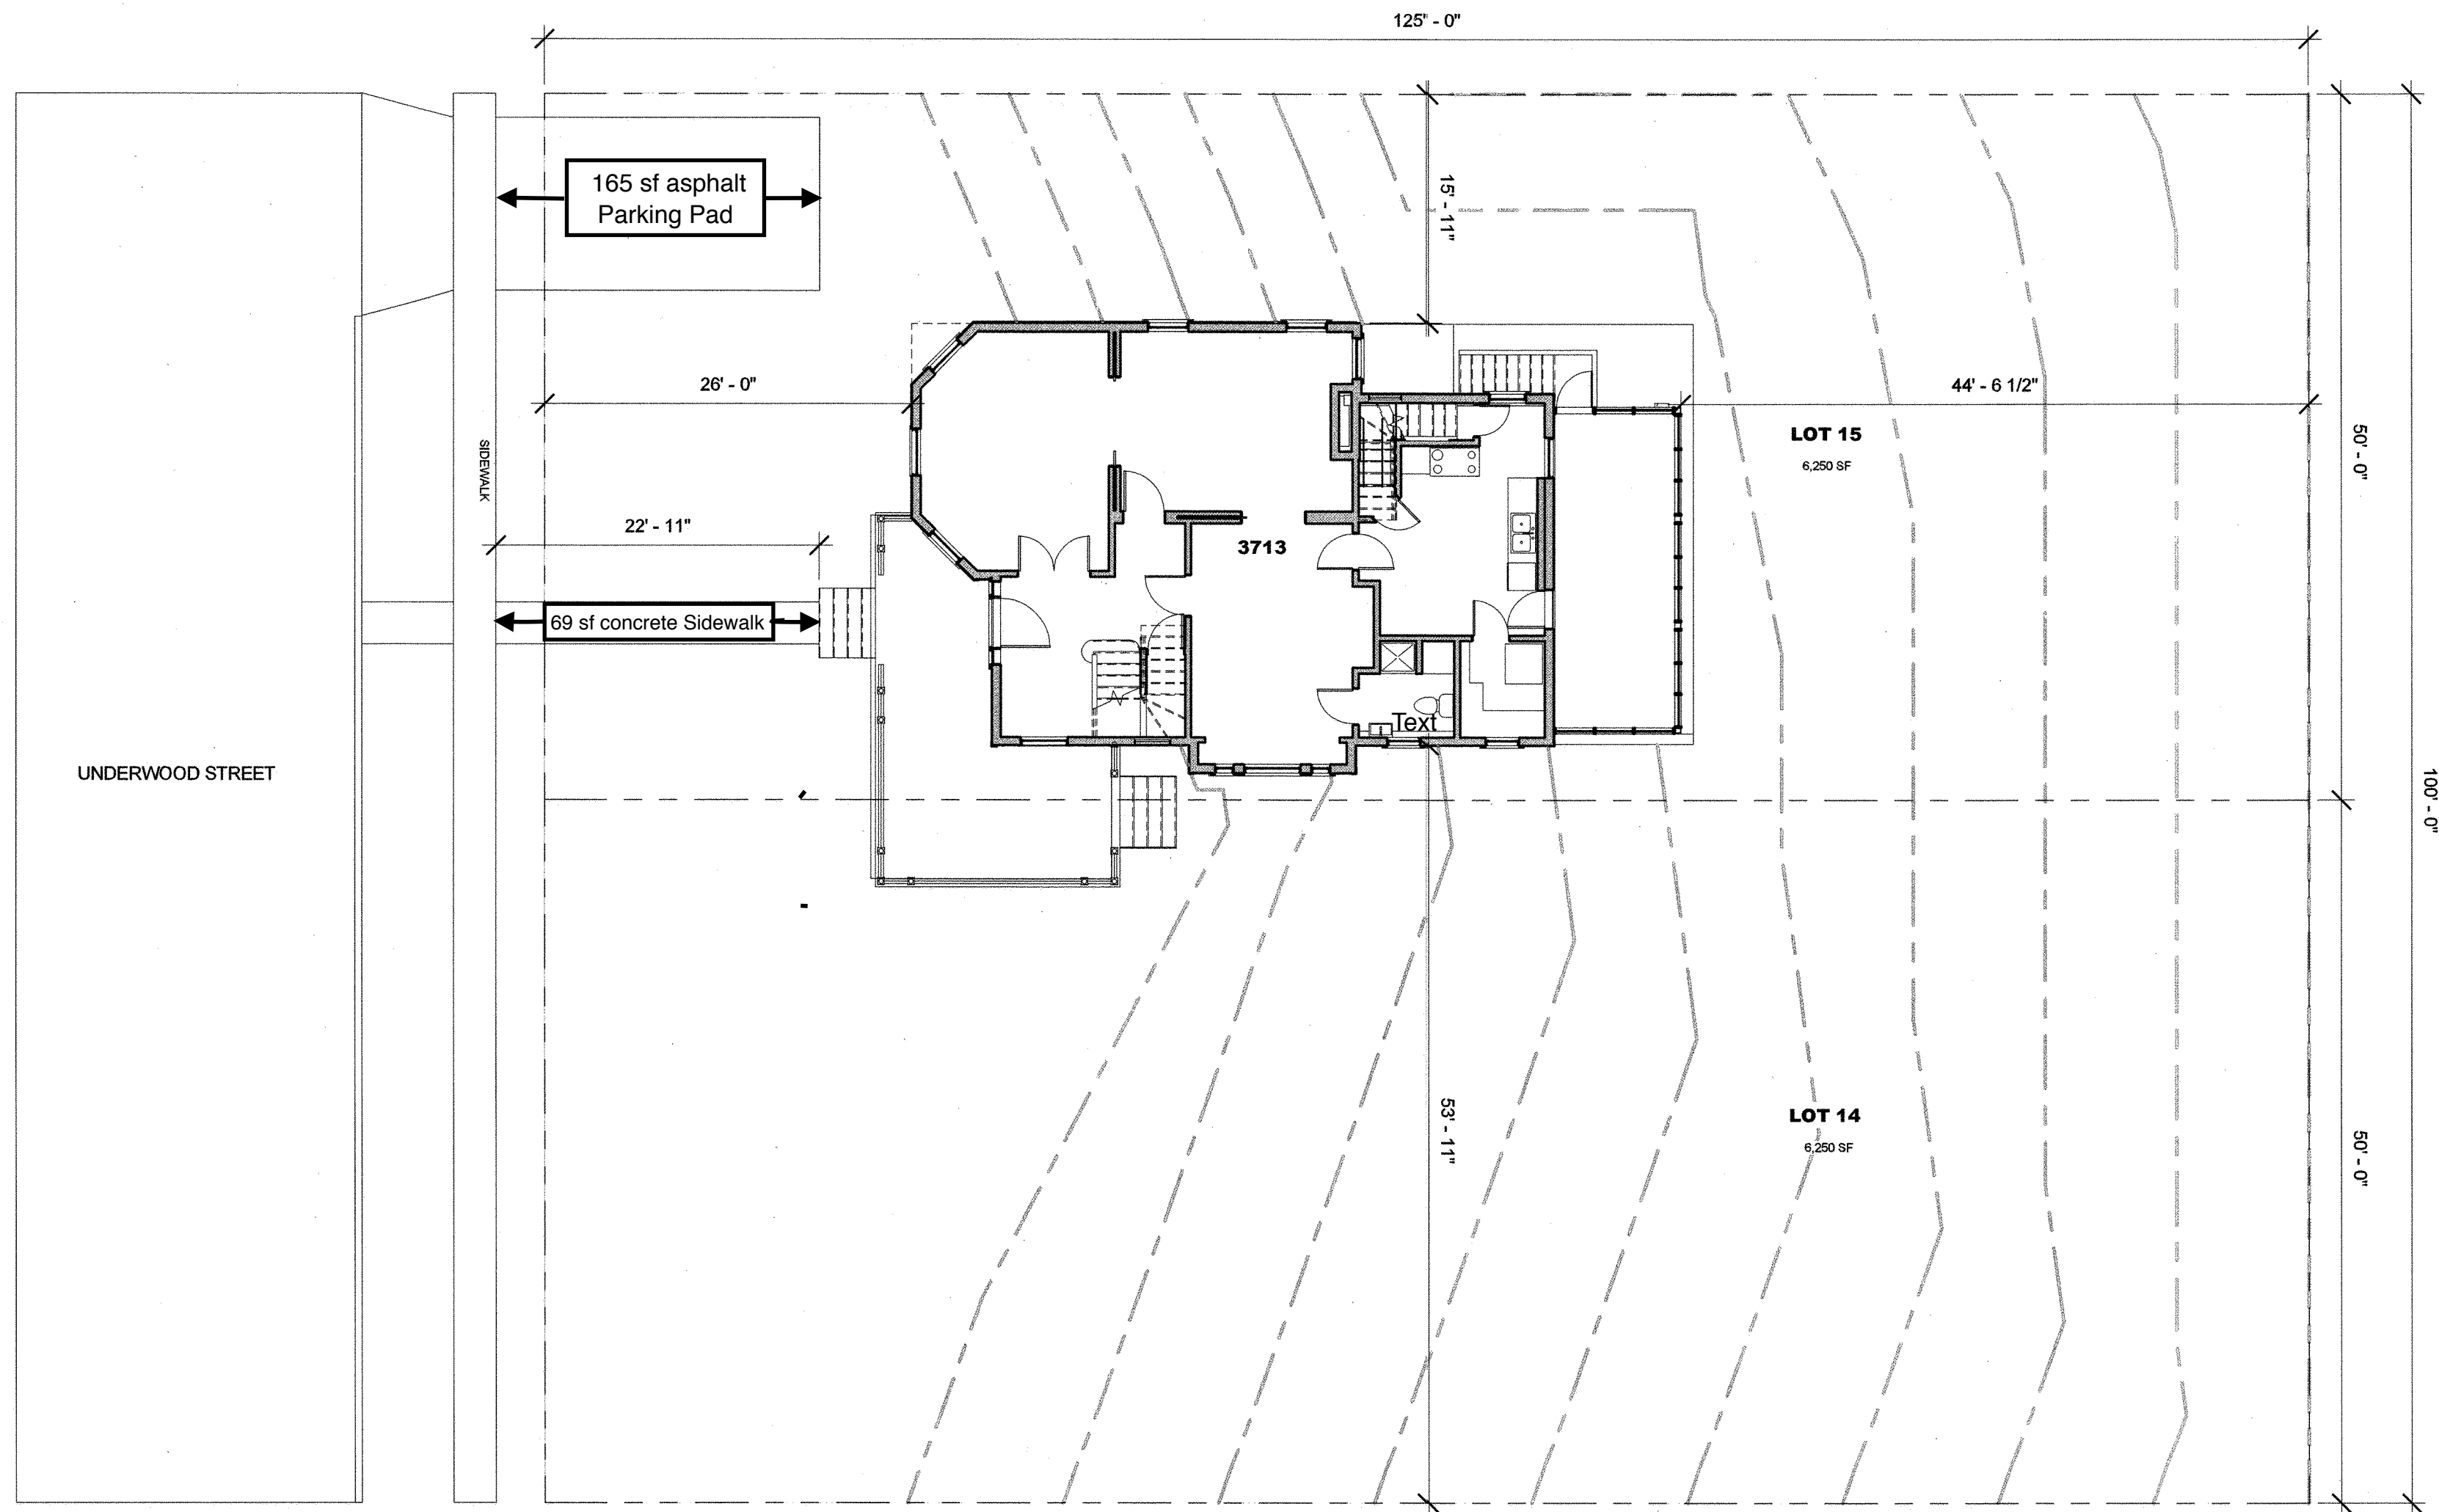 125' - 0"
165 sf asphalt
Parking Pad
15' - 11"
26' - 0"
44' - 6 1/2"
LOT 15
6,250 SF
50' - 0"
SIDEWALK
22' - 11"
3713
69 sf concrete Sidewalk
Text
UNDERWOOD STREET
100' - 0"
53' - 11"
LOT 14
6,250 SF
50' - 0"